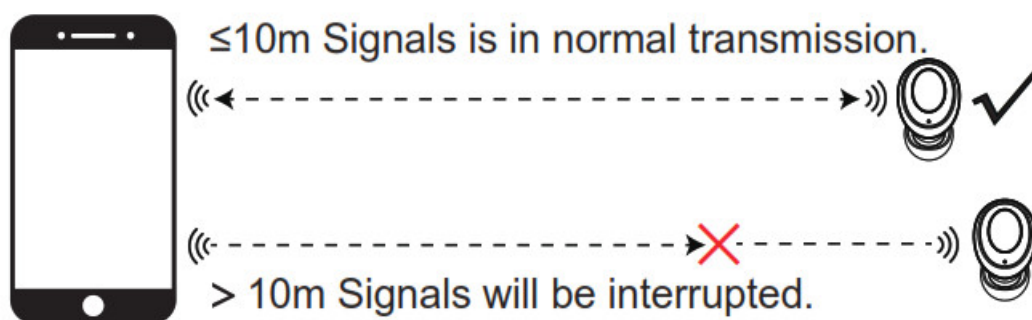 ≤10m Signals is in normal transmission.
> 10m Signals will be interrupted.